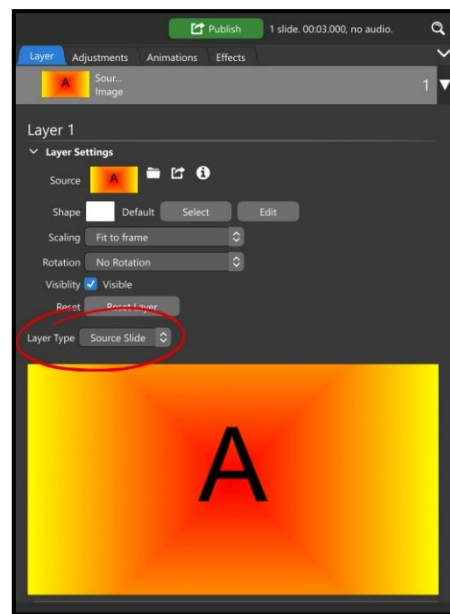 Publish 1 slide. 00:03.000, no audio.
Layer Adjustments Animations Effects
A Sour... 1
Image
Layer 1
Layer Settings
Source A
Shape Default Select Edit
Scaling Fit to frame
Rotation No Rotation
Visiblity Visible
Reset Reset Layer
Layer Type Source Slide
A